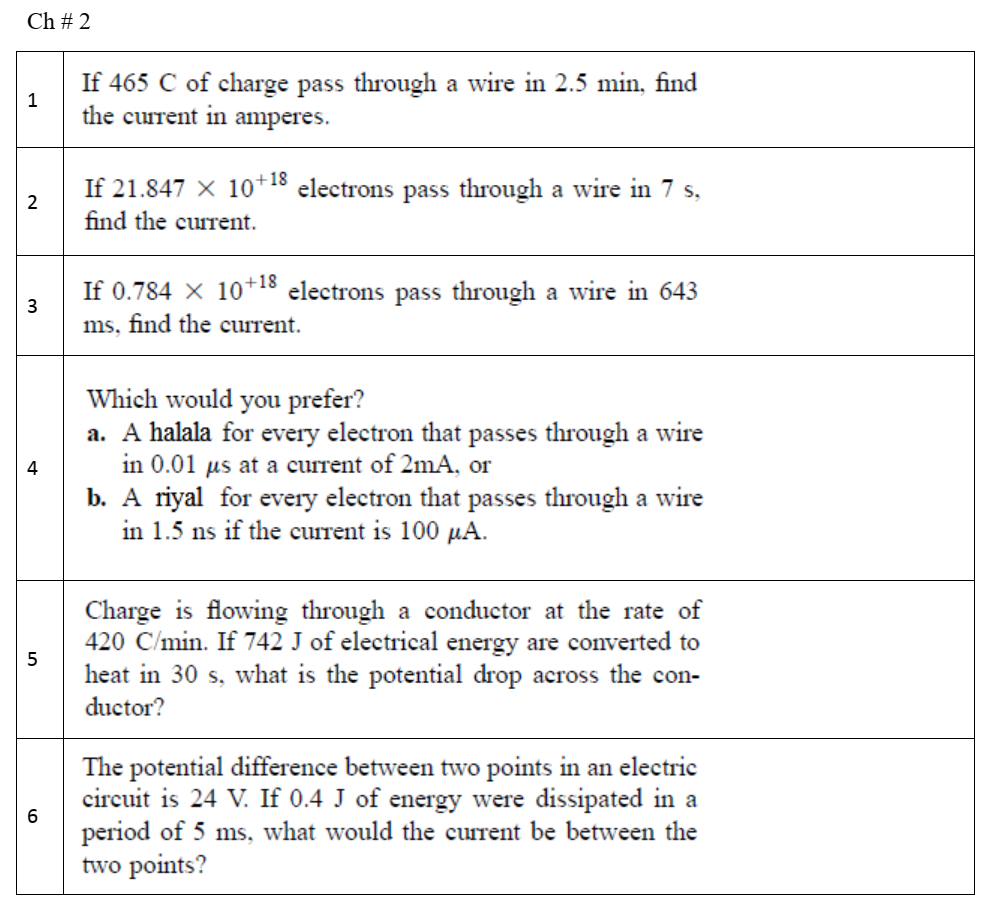 Ch # 2
1
If 465 C of charge pass through a wire in 2.5 min, find
the current in amperes.
2
If 21.847 × 10⁺¹⁸ electrons pass through a wire in 7 s,
find the current.
3
If 0.784 × 10⁺¹⁸ electrons pass through a wire in 643
ms, find the current.
4
Which would you prefer?
a. A halala for every electron that passes through a wire
in 0.01 μs at a current of 2mA, or
b. A riyal for every electron that passes through a wire
in 1.5 ns if the current is 100 μA.
5
Charge is flowing through a conductor at the rate of
420 C/min. If 742 J of electrical energy are converted to
heat in 30 s, what is the potential drop across the con-
ductor?
6
The potential difference between two points in an electric
circuit is 24 V. If 0.4 J of energy were dissipated in a
period of 5 ms, what would the current be between the
two points?